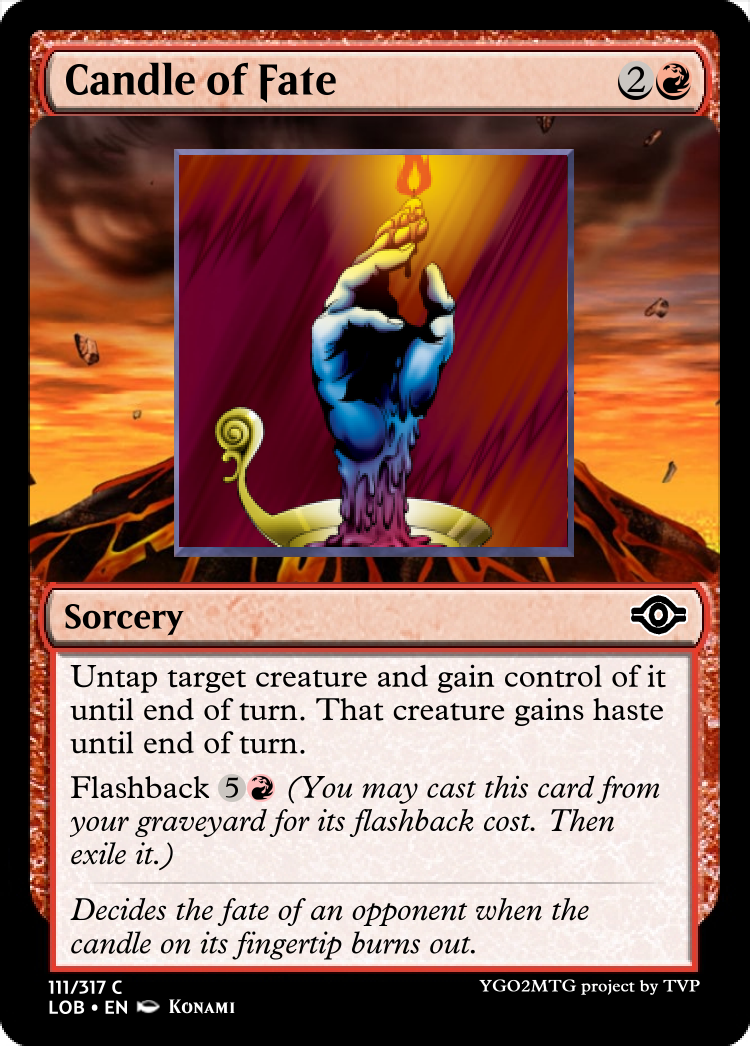 Candle of Fate 2
Sorcery
Untap target creature and gain control of it
until end of turn. That creature gains haste
until end of turn.
Flashback 5 (You may cast this card from
your graveyard for its flashback cost. Then
exile it.)
Decides the fate of an opponent when the
candle on its fingertip burns out.
111/317 C
YGO2MTG project by TVP
LOB • EN KONAMI